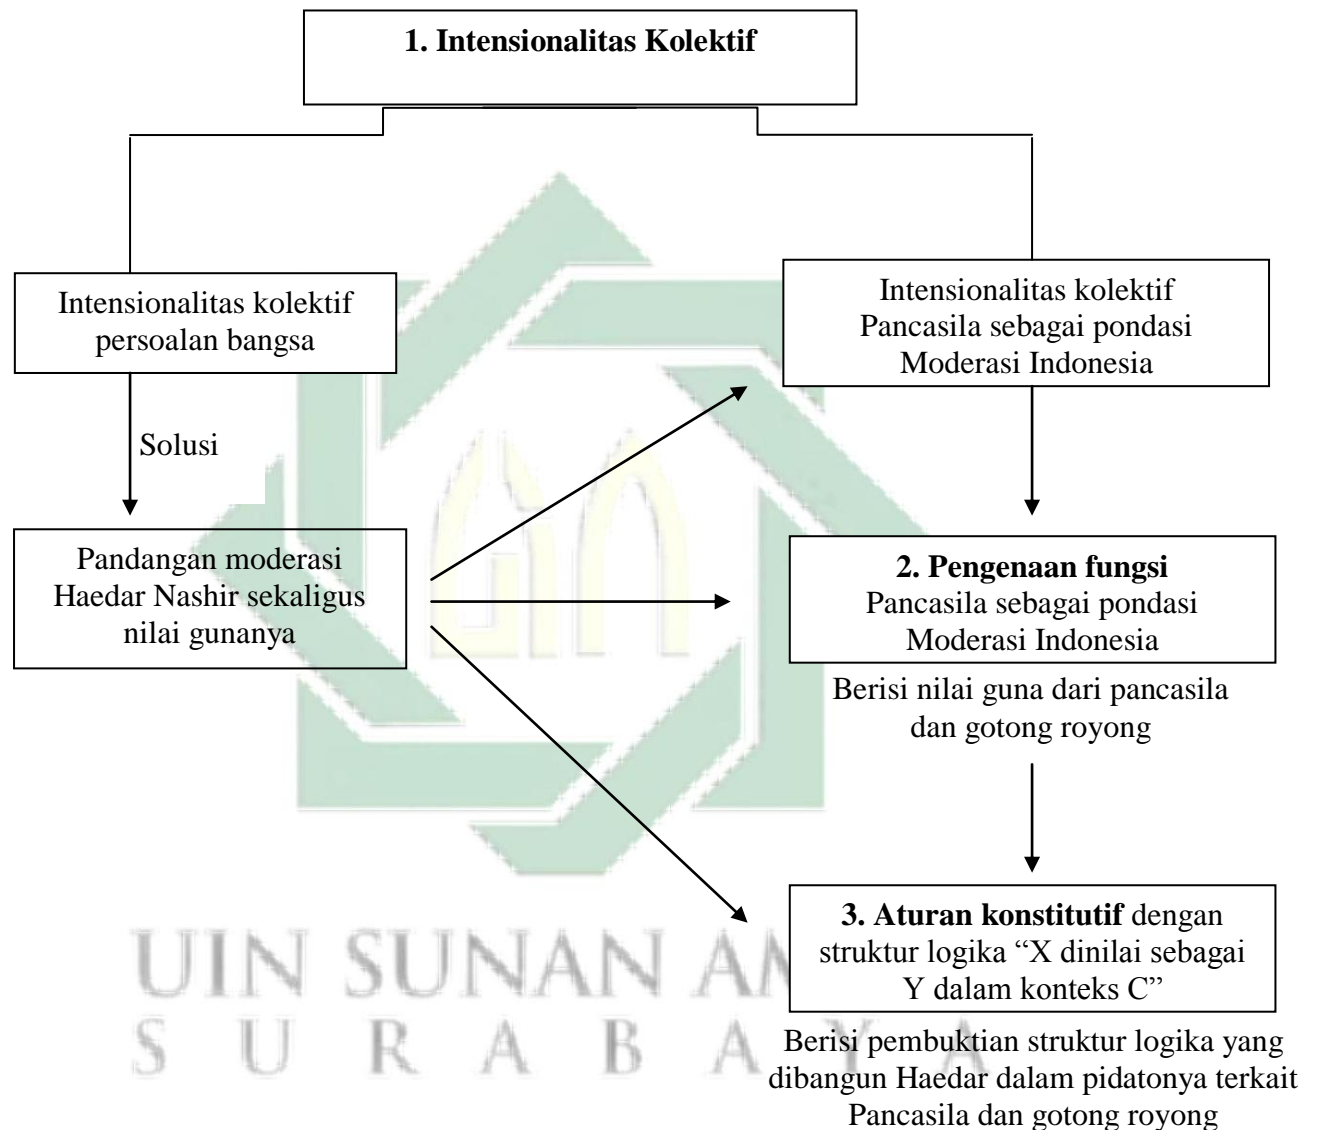 1. Intensionalitas Kolektif
Intensionalitas kolektif
persoalan bangsa
Intensionalitas kolektif
Pancasila sebagai pondasi
Moderasi Indonesia
Solusi
Pandangan moderasi
Haedar Nashir sekaligus
nilai gunanya
2. Pengenaan fungsi
Pancasila sebagai pondasi
Moderasi Indonesia
Berisi nilai guna dari pancasila
dan gotong royong
3. Aturan konstitutif dengan
struktur logika “X dinilai sebagai
Y dalam konteks C”
Berisi pembuktian struktur logika yang
dibangun Haedar dalam pidatonya terkait
Pancasila dan gotong royong
UIN SUNAN AM
SURABAYA